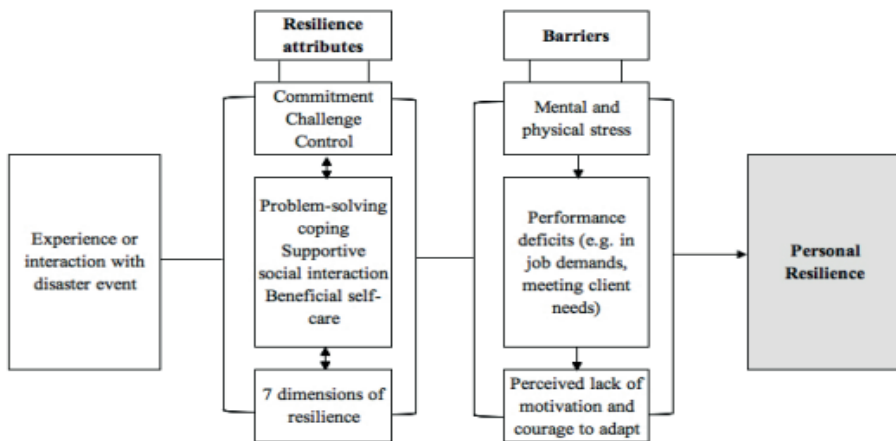 Resilience
attributes
Barriers
Commitment
Challenge
Control
Mental and
physical stress
Experience or
interaction with
disaster event
Problem-solving
coping
Supportive
social interaction
Beneficial self-
care
Performance
deficits (e.g. in
job demands,
meeting client
needs)
Personal
Resilience
7 dimensions of
resilience
Perceived lack of
motivation and
courage to adapt